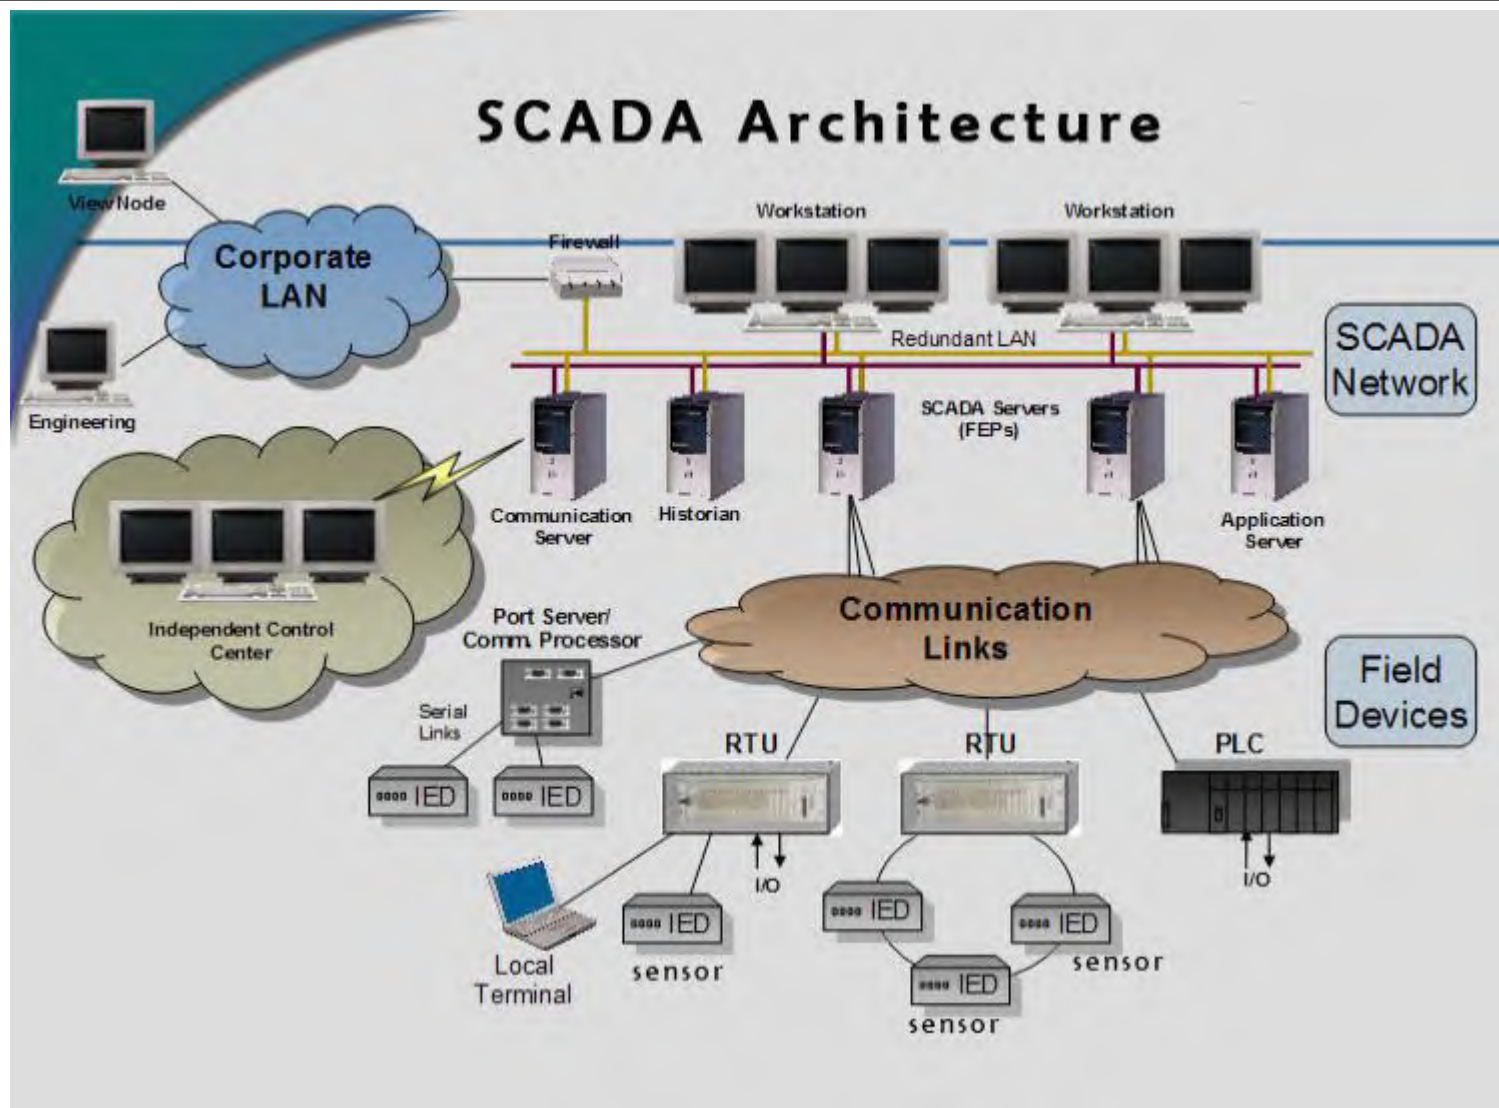 SCADA Architecture
View Node
Workstation
Workstation
Firewall
Corporate
LAN
Redundant LAN
SCADA
Network
Engineering
SCADA Servers
(FEPs)
Communication
Server
Historian
Application
Server
Independent Control
Center
Port Server/
Comm. Processor
Communication
Links
Field
Devices
Serial
Links
RTU
RTU
PLC
IED
IED
I/O
I/O
IED
IED
IED
IED
Local
Terminal
sensor
sensor
sensor